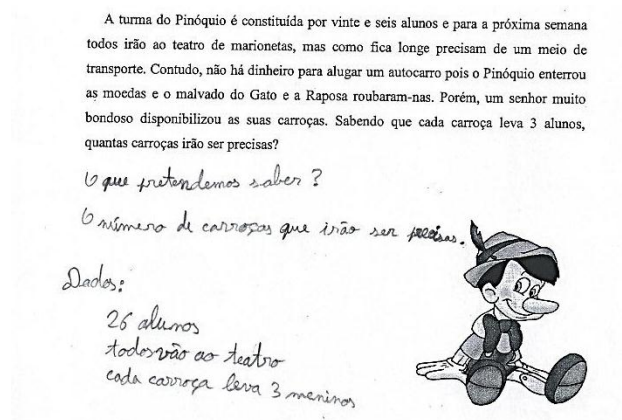 A turma do Pinóquio é constituída por vinte e seis alunos e para a próxima semana
todos irão ao teatro de marionetas, mas como fica longe precisam de um meio de
transporte. Contudo, não há dinheiro para alugar um autocarro pois o Pinóquio enterrou
as moedas e o malvado do Gato e a Raposa roubaram-nas. Porém, um senhor muito
bondoso disponibilizou as suas carroças. Sabendo que cada carroça leva 3 alunos,
quantas carroças irão ser precisas?
O que pretendemos saber?
O número de carroças que irão ser precisas.
Dados:
26 alunos
todos vão ao teatro
cada carroça leva 3 meninos